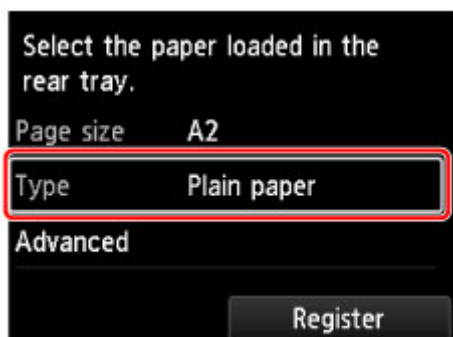 Select the paper loaded in the
rear tray.
Page size A2
Type Plain paper
Advanced
Register